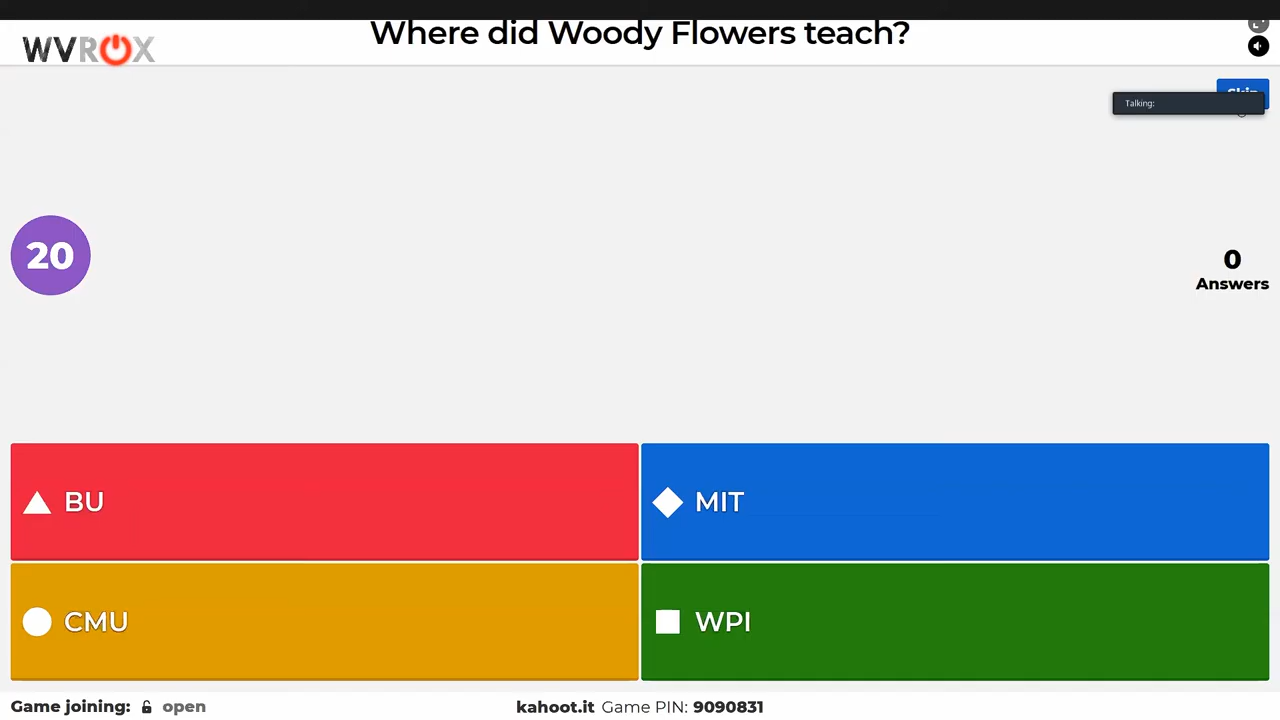 Where did Woody Flowers teach?
WVROX
Skip
Talking:
20
0
Answers
BU
MIT
CMU
WPI
Game joining: open
kahoot.it Game PIN: 9090831